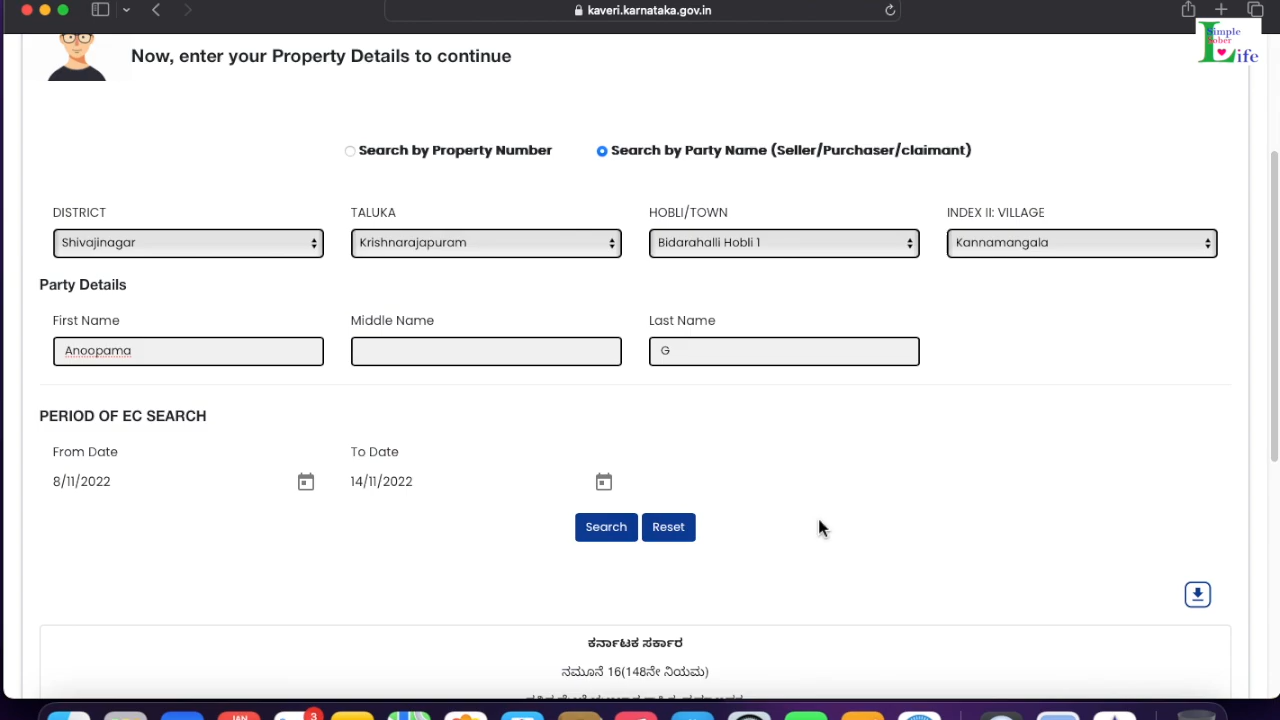 kaveri.karnataka.gov.in
Simple
Sober
Life
Now, enter your Property Details to continue
Search by Property Number
Search by Party Name (Seller/Purchaser/claimant)
DISTRICT
TALUKA
HOBLI/TOWN
INDEX II: VILLAGE
Shivajinagar
Krishnarajapuram
Bidarahalli Hobli 1
Kannamangala
Party Details
First Name
Middle Name
Last Name
Anoopama
G
PERIOD OF EC SEARCH
From Date
To Date
8/11/2022
14/11/2022
Search
Reset
ಕರ್ನಾಟಕ ಸರ್ಕಾರ
ನಮೂನೆ 16(148ನೇ ನಿಯಮ)
JAN
3